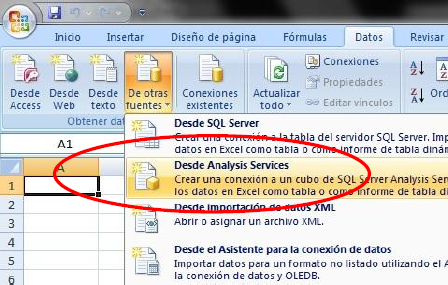 Inicio Insertar Diseño de página Fórmulas Datos Revisar
Desde Access
Desde Web
Desde texto
De otras fuentes
Conexiones existentes
Actualizar todo
Conexiones
Propiedades
Editar vínculos
Orde
Obtener dat
A1
A
1
2
3
4
5
6
Desde SQL Server
Crear una conexión a la tabla del servidor SQL Server. Imp
datos en Excel como tabla o como informe de tabla dinám
Desde Analysis Services
Crear una conexión a un cubo de SQL Server Analysis Serv
los datos en Excel como tabla o como informe de tabla di
Desde importación de datos XML
Abrir o asignar un archivo XML.
Desde el Asistente para la conexión de datos
Importar datos para un formato no listado utilizando el A
la conexión de datos y OLEDB.